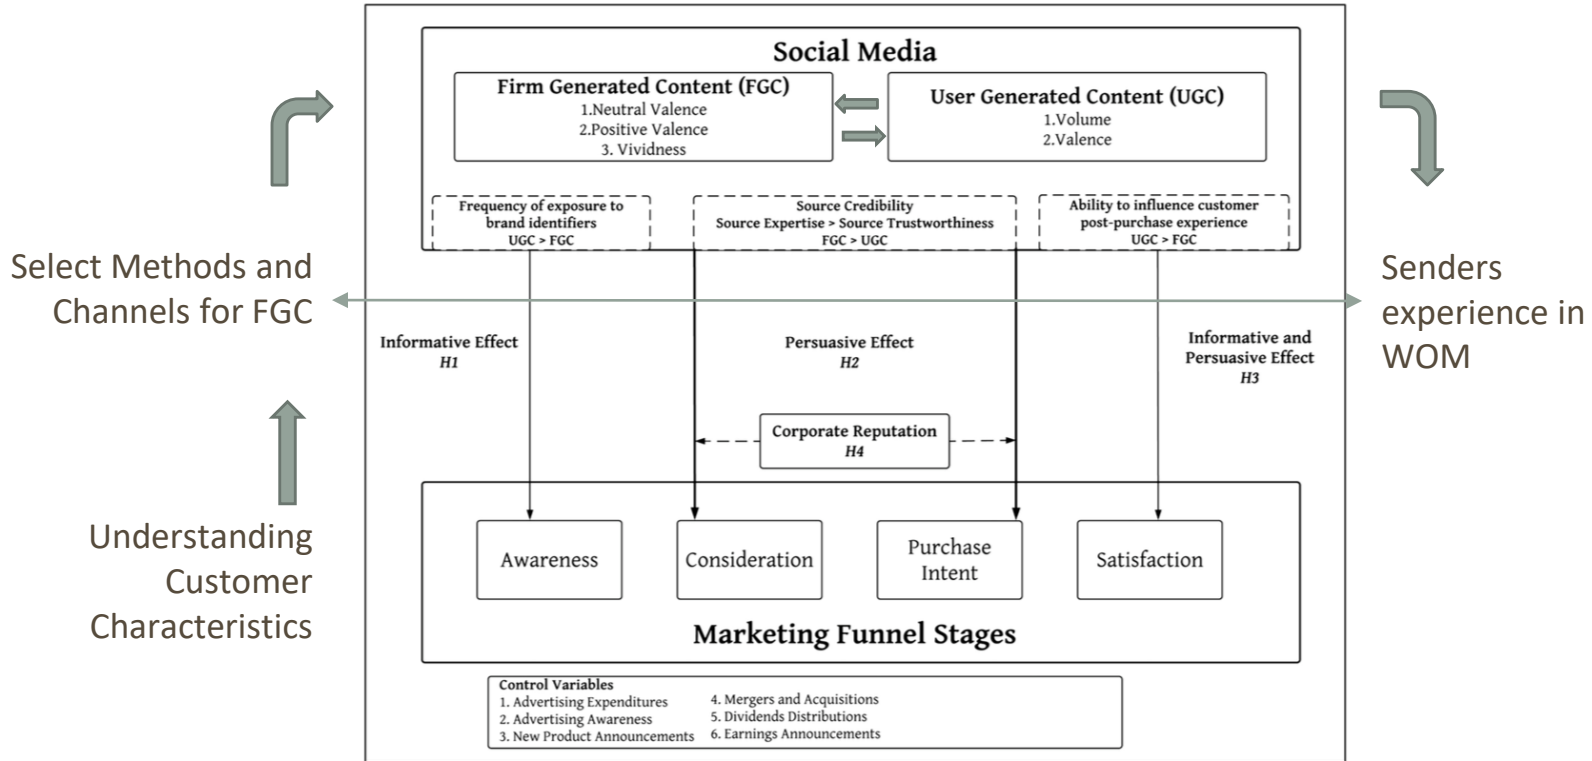 Social Media
Firm Generated Content (FGC)
1.Neutral Valence
2.Positive Valence
3. Vividness
User Generated Content (UGC)
1.Volume
2.Valence
Frequency of exposure to
brand identifiers
UGC > FGC
Source Credibility
Source Expertise > Source Trustworthiness
FGC > UGC
Ability to influence customer
post-purchase experience
UGC > FGC
Select Methods and
Channels for FGC
Senders
experience in
WOM
Informative Effect
H1
Persuasive Effect
H2
Informative and
Persuasive Effect
H3
Corporate Reputation
H4
Understanding
Customer
Characteristics
Awareness
Consideration
Purchase
Intent
Satisfaction
Marketing Funnel Stages
Control Variables
1. Advertising Expenditures
2. Advertising Awareness
3. New Product Announcements
4. Mergers and Acquisitions
5. Dividends Distributions
6. Earnings Announcements